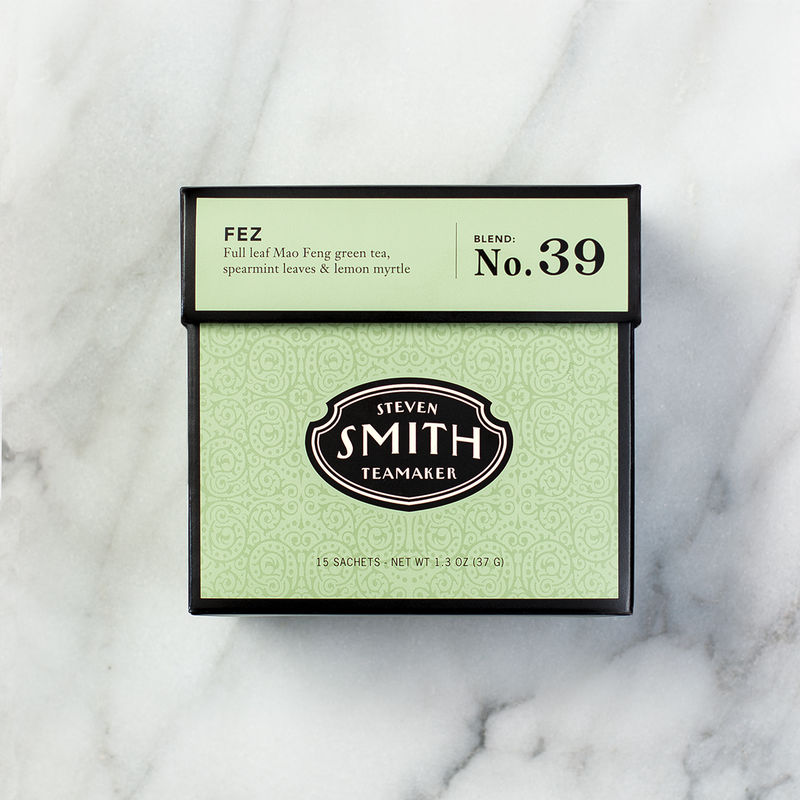 FEZ
Full leaf Mao Feng green tea,
spearmint leaves & lemon myrtle
BLEND:
No. 39
STEVEN
SMITH
TEAMAKER
15 SACHETS - NET WT 1.3 OZ (37 G)